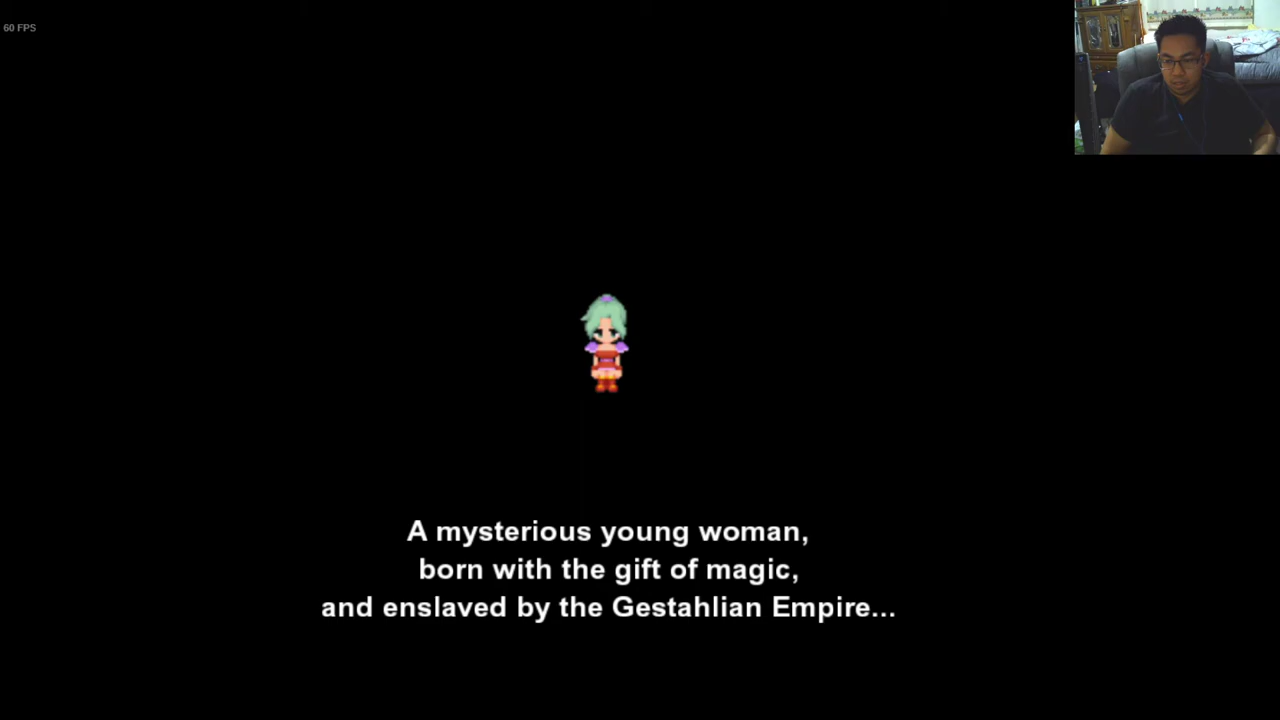 60 FPS
A mysterious young woman,
born with the gift of magic,
and enslaved by the Gestahlian Empire...